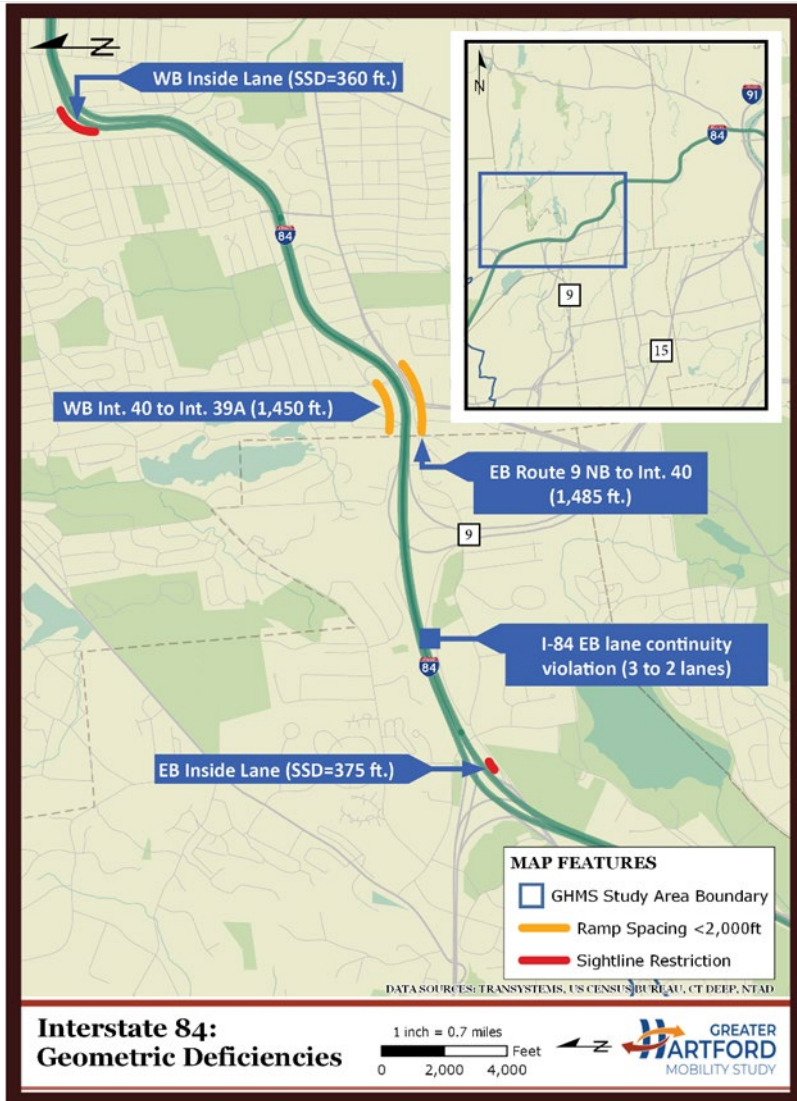 N
WB Inside Lane (SSD=360 ft.)
N
91
84
9
15
84
WB Int. 40 to Int. 39A (1,450 ft.)
EB Route 9 NB to Int. 40
(1,485 ft.)
9
I-84 EB lane continuity
violation (3 to 2 lanes)
84
EB Inside Lane (SSD=375 ft.)
MAP FEATURES
GHMS Study Area Boundary
Ramp Spacing <2,000ft
Sightline Restriction
DATA SOURCES: TRANSYSTEMS, US CENSUS BUREAU, CT DEEP, NTAD
Interstate 84:
Geometric Deficiencies
1 inch = 0.7 miles
Feet
0 2,000 4,000
N
GREATER
HARTFORD
MOBILITY STUDY